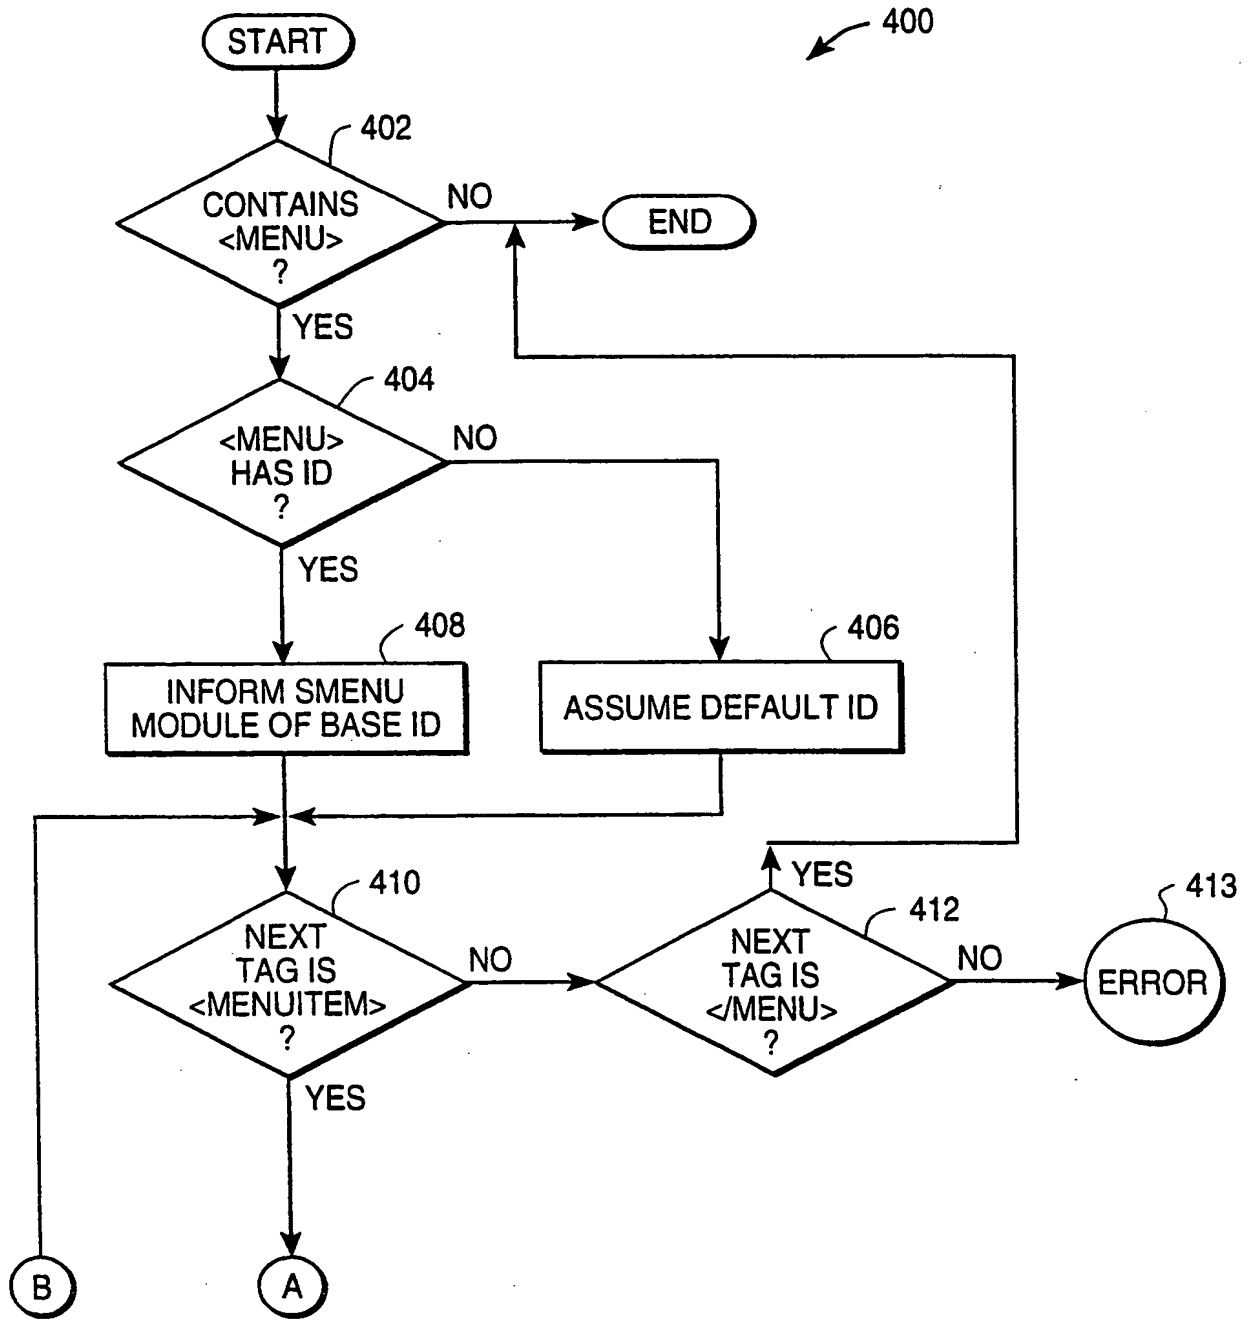 START
400
402
CONTAINS
<MENU>
?
NO
END
YES
404
<MENU>
HAS ID
?
NO
YES
408
INFORM SMENU
MODULE OF BASE ID
406
ASSUME DEFAULT ID
410
NEXT
TAG IS
<MENUITEM>
?
NO
YES
412
NEXT
TAG IS
</MENU>
?
YES
NO
413
ERROR
B
A